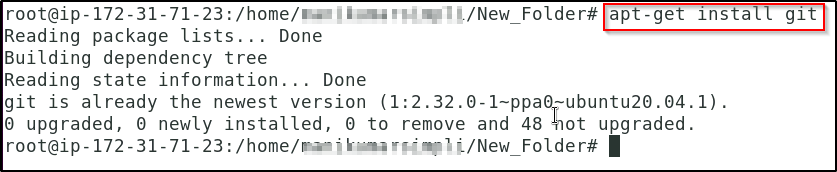 root@ip-172-31-71-23:/home/ /New_Folder# apt-get install git
Reading package lists... Done
Building dependency tree
Reading state information... Done
git is already the newest version (1:2.32.0-1~ppa0~ubuntu20.04.1).
0 upgraded, 0 newly installed, 0 to remove and 48 not upgraded.
root@ip-172-31-71-23:/home/ /New_Folder#